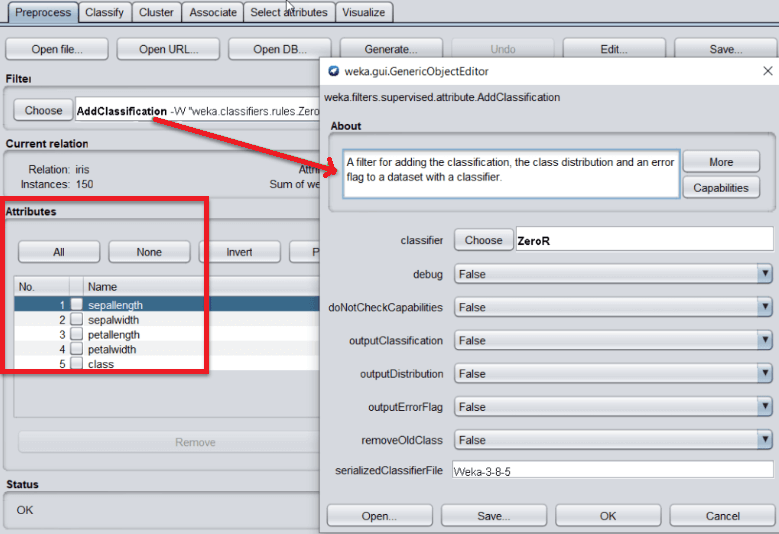 Preprocess Classify Cluster Associate Select attributes Visualize
Open file... Open URL... Open DB... Generate... Undo Edit... Save...
Filter
Choose AddClassification -W "weka.classifiers.rules.Zero
Current relation
Relation: iris
Instances: 150 Sum of we
Attributes
All None Invert P
No. Name
1 sepallength
2 sepalwidth
3 petallength
4 petalwidth
5 class
Remove
Status
OK
weka.gui.GenericObjectEditor
weka.filters.supervised.attribute.AddClassification
About
A filter for adding the classification, the class distribution and an error
flag to a dataset with a classifier.
More
Capabilities
classifier Choose ZeroR
debug False
doNotCheckCapabilities False
outputClassification False
outputDistribution False
outputErrorFlag False
removeOldClass False
serializedClassifierFile Weka-3-8-5
Open... Save... OK Cancel